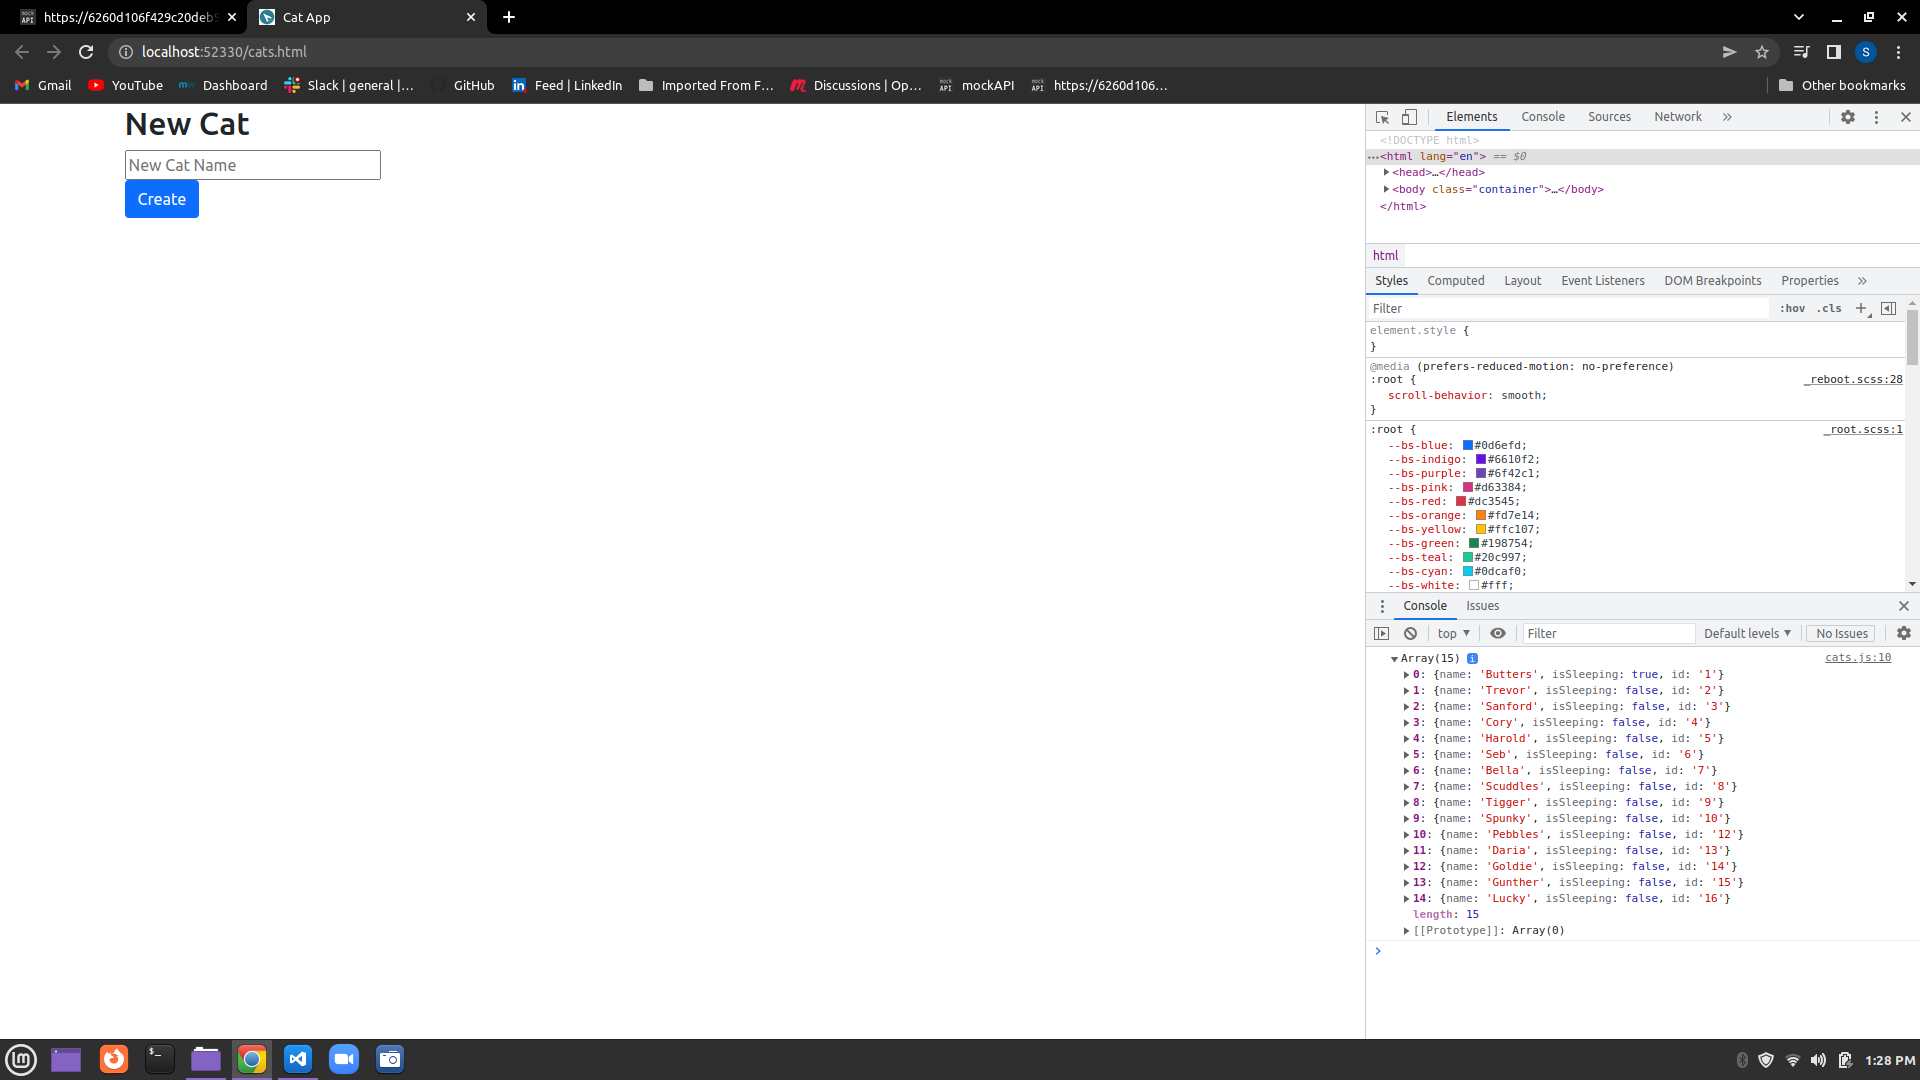 https://6260d106f429c20deb9
Cat App
localhost:52330/cats.html
S
Gmail
YouTube
Dashboard
Slack | general |...
GitHub
Feed | LinkedIn
Imported From F...
Discussions | Op...
mockAPI
https://6260d106...
Other bookmarks
New Cat
New Cat Name
Create
Elements
Console
Sources
Network
<!DOCTYPE html>
<html lang="en"> == $0
<head>…</head>
<body class="container">…</body>
</html>
html
Styles
Computed
Layout
Event Listeners
DOM Breakpoints
Properties
Filter
:hov
.cls
element.style {
}
@media (prefers-reduced-motion: no-preference)
:root {
_reboot.scss:28
scroll-behavior: smooth;
}
:root {
_root.scss:1
--bs-blue: #0d6efd;
--bs-indigo: #6610f2;
--bs-purple: #6f42c1;
--bs-pink: #d63384;
--bs-red: #dc3545;
--bs-orange: #fd7e14;
--bs-yellow: #ffc107;
--bs-green: #198754;
--bs-teal: #20c997;
--bs-cyan: #0dcaf0;
--bs-white: #fff;
Console
Issues
top
Filter
Default levels
No Issues
Array(15)
cats.js:10
0: {name: 'Butters', isSleeping: true, id: '1'}
1: {name: 'Trevor', isSleeping: false, id: '2'}
2: {name: 'Sanford', isSleeping: false, id: '3'}
3: {name: 'Cory', isSleeping: false, id: '4'}
4: {name: 'Harold', isSleeping: false, id: '5'}
5: {name: 'Seb', isSleeping: false, id: '6'}
6: {name: 'Bella', isSleeping: false, id: '7'}
7: {name: 'Scuddles', isSleeping: false, id: '8'}
8: {name: 'Tigger', isSleeping: false, id: '9'}
9: {name: 'Spunky', isSleeping: false, id: '10'}
10: {name: 'Pebbles', isSleeping: false, id: '12'}
11: {name: 'Daria', isSleeping: false, id: '13'}
12: {name: 'Goldie', isSleeping: false, id: '14'}
13: {name: 'Gunther', isSleeping: false, id: '15'}
14: {name: 'Lucky', isSleeping: false, id: '16'}
length: 15
[[Prototype]]: Array(0)
1:28 PM